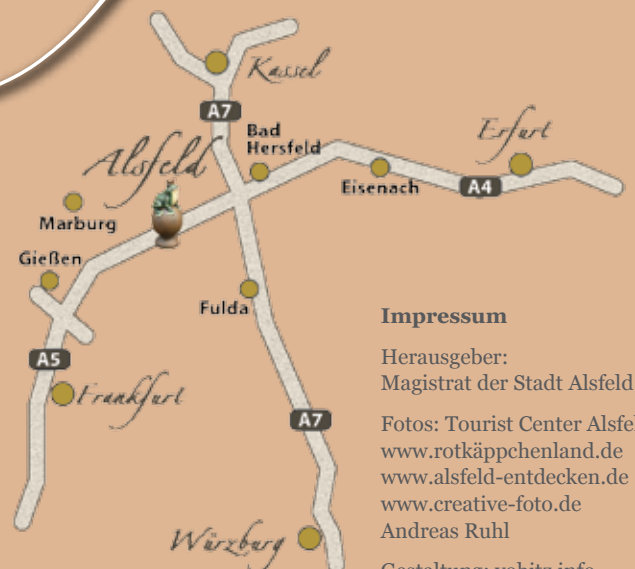 Kassel
A7
Bad
Hersfeld
Erfurt
Alsfeld
Eisenach
A4
Marburg
Gießen
Fulda
A5
Frankfurt
A7
Würzburg
Impressum
Herausgeber:
Magistrat der Stadt Alsfeld
Fotos: Tourist Center Alsfel
www.rotkäppchenland.de
www.alsfeld-entdecken.de
www.creative-foto.de
Andreas Ruhl